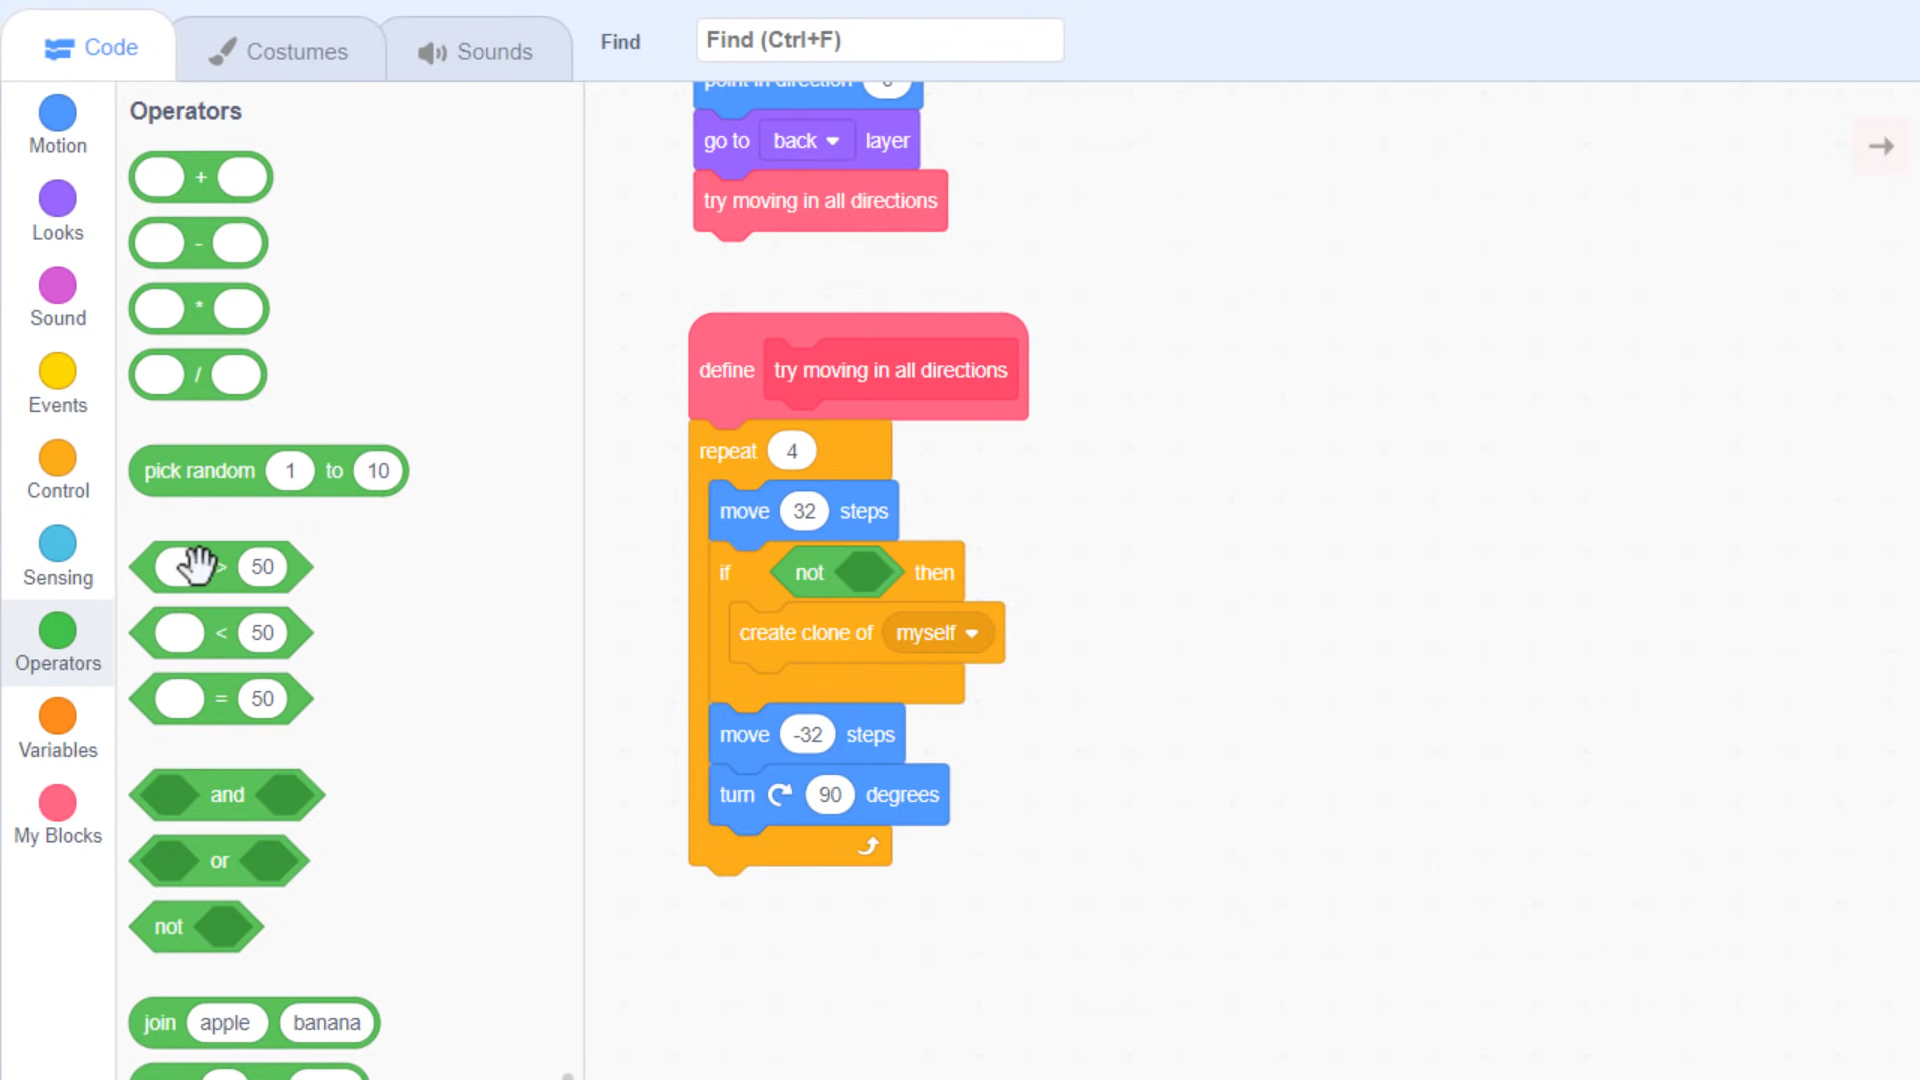 Code
Costumes
Sounds
Find
Find (Ctrl+F)
Motion
Looks
Sound
Events
Control
Sensing
Operators
Variables
My Blocks
Operators
+
-
*
/
pick random 1 to 10
> 50
< 50
= 50
and
or
not
join apple banana
point in direction
go to back layer
try moving in all directions
define try moving in all directions
repeat 4
move 32 steps
if not then
create clone of myself
move -32 steps
turn 90 degrees